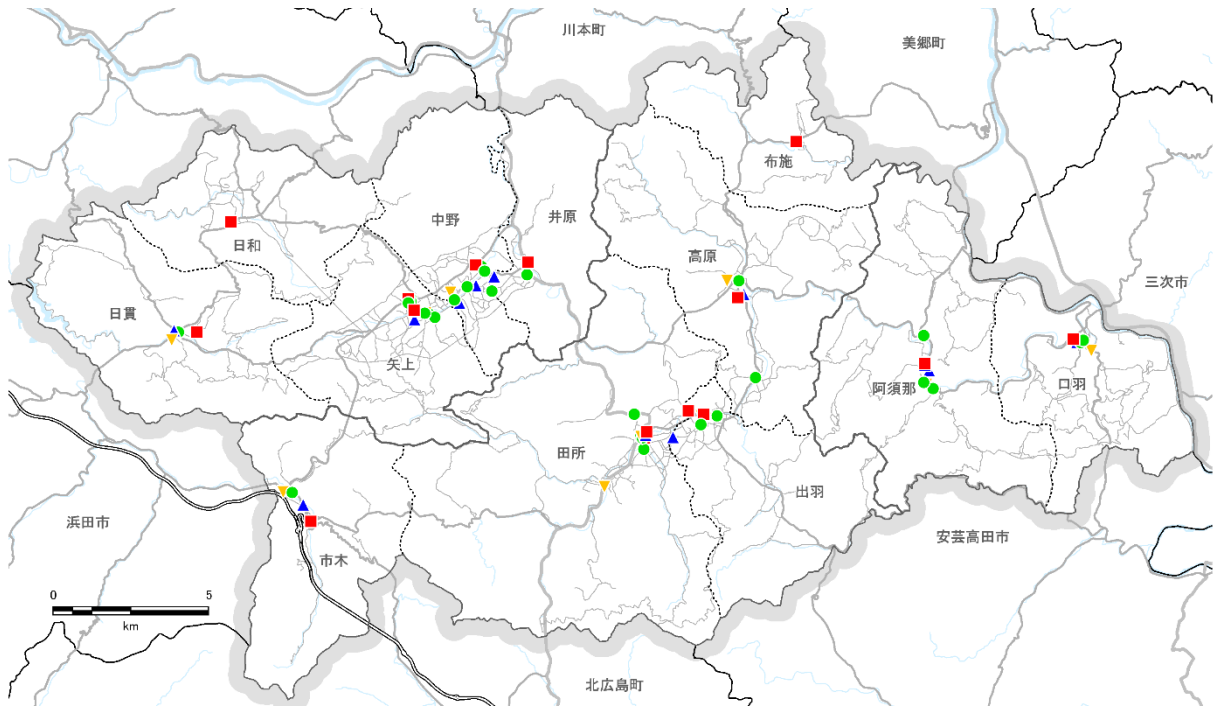 川本町
美郷町
布施
中野
井原
日和
高原
三次市
日貫
矢上
阿須那
口羽
田所
出羽
浜田市
市木
安芸高田市
0 5
km
北広島町